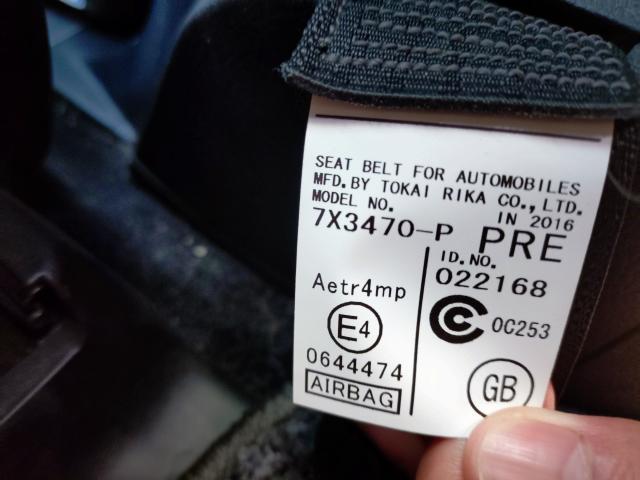 SEAT BELT FOR AUTOMOBILES
MFD. BY TOKAI RIKA CO., LTD.
MODEL NO. IN 2016
7X3470-P PRE
ID. NO.
022168
Aetr4mp
E4
0C253
0644474
AIRBAG
GB